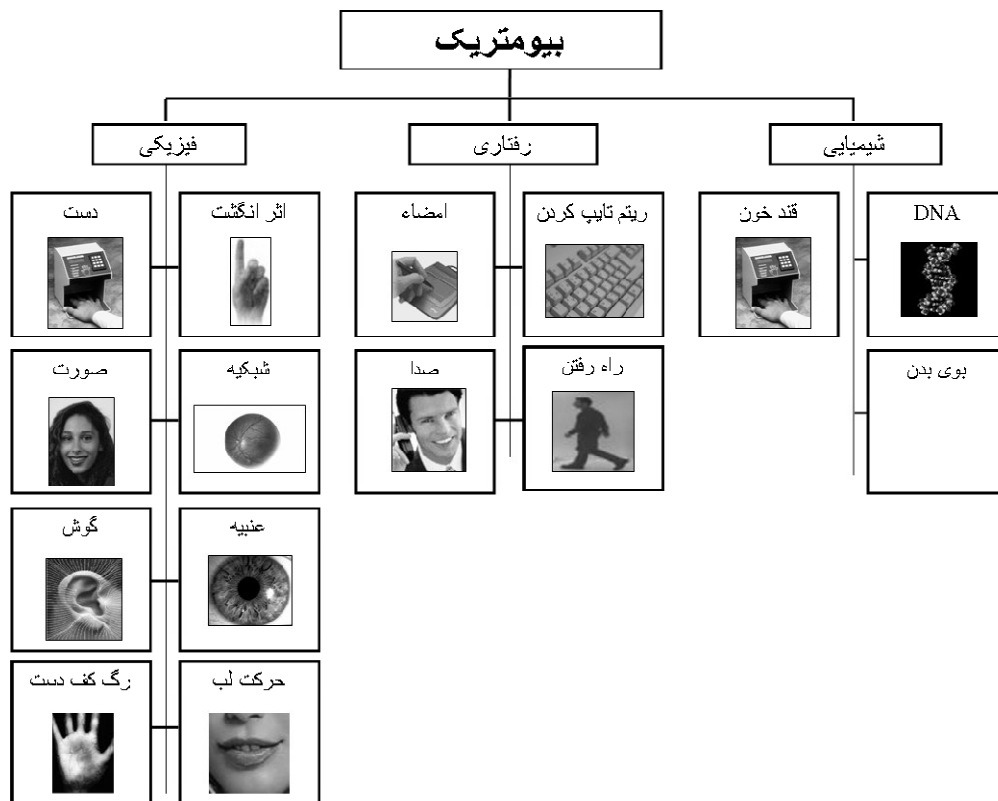 بیومتریک
شیمیایی
رفتاری
فیزیکی
DNA
قند خون
ریتم تایپ کردن
امضاء
اثر انگشت
دست
بوی بدن
راه رفتن
صدا
شبکیه
صورت
عنبیه
گوش
حرکت لب
رگ کف دست